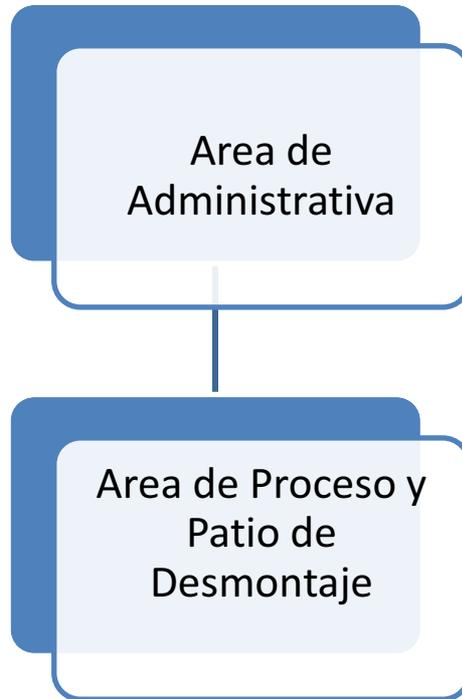 Area de
Administrativa
Area de Proceso y
Patio de
Desmontaje